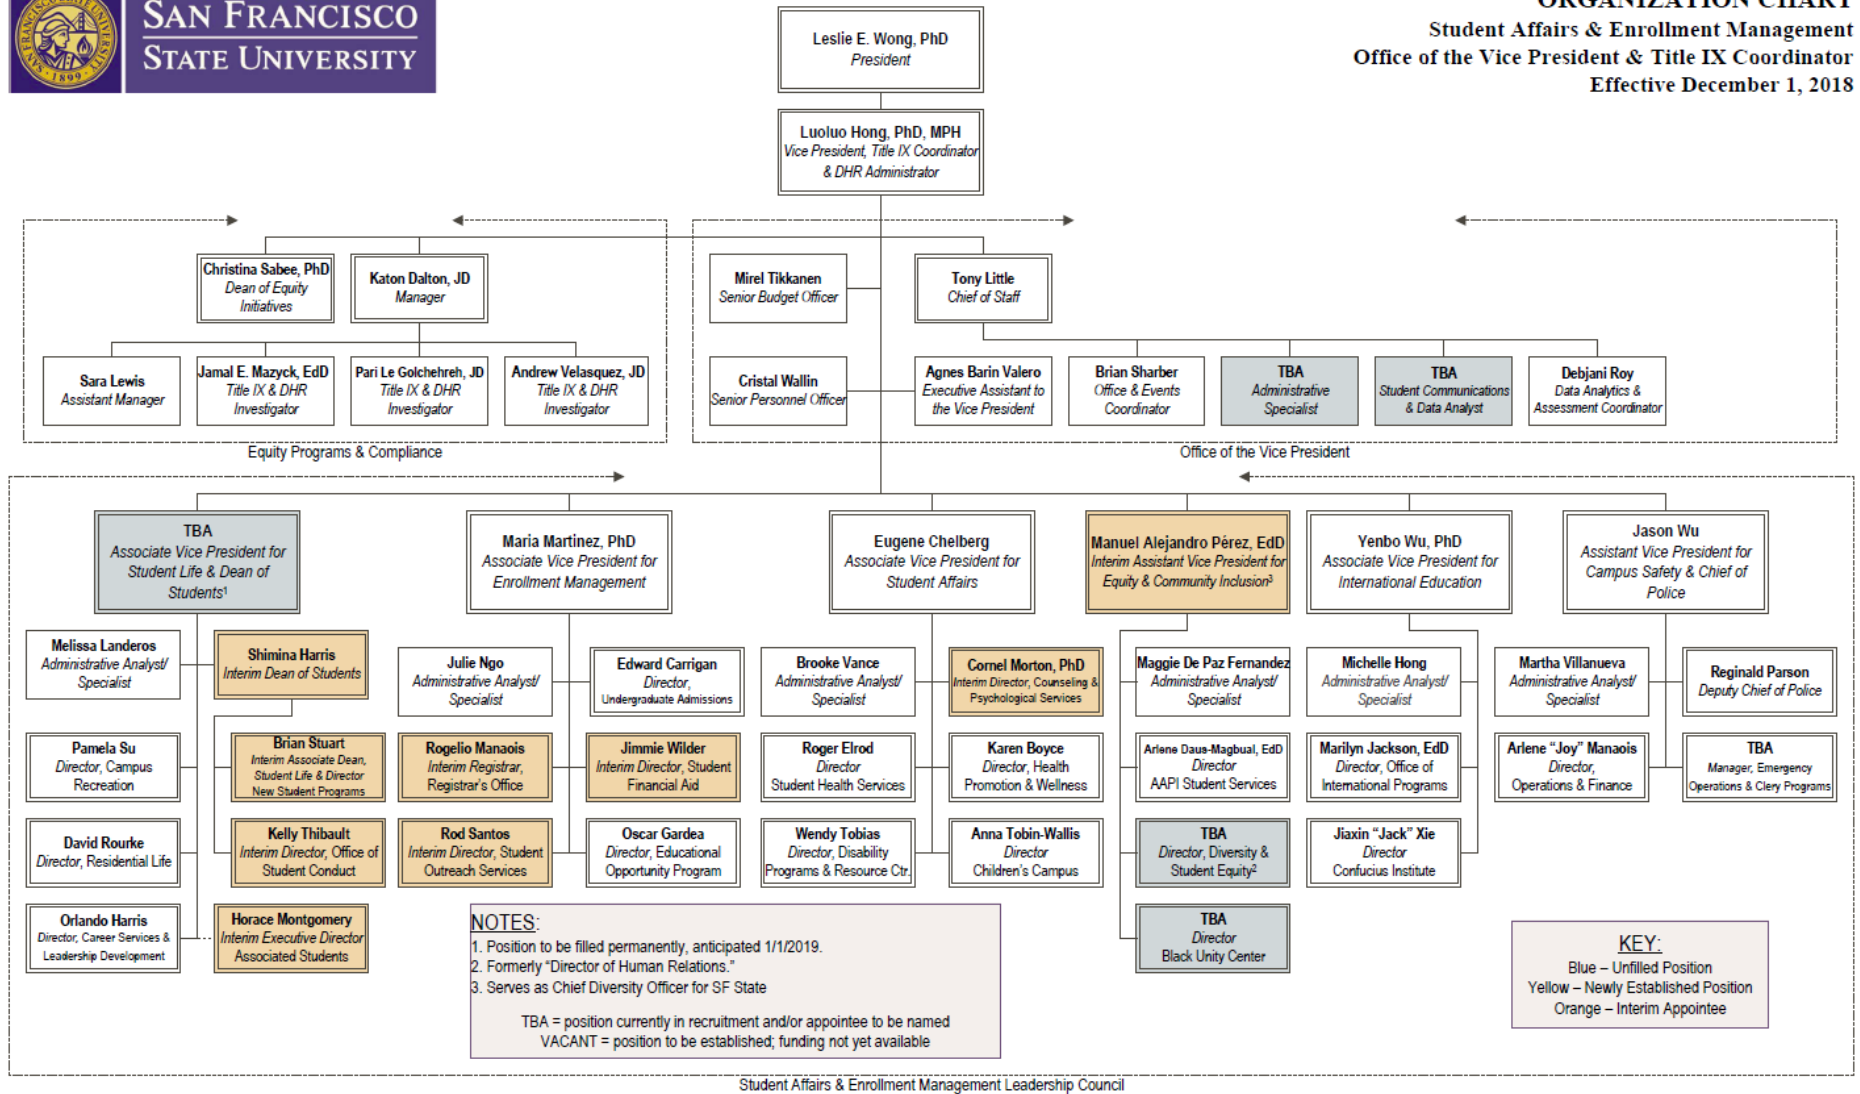 SAN FRANCISCO
STATE UNIVERSITY
SAN FRANCISCO STATE UNIVERSITY
1899
ORGANIZATION CHART
Student Affairs & Enrollment Management
Office of the Vice President & Title IX Coordinator
Effective December 1, 2018
Leslie E. Wong, PhD
President
Luoluo Hong, PhD, MPH
Vice President, Title IX Coordinator
& DHR Administrator
Christina Sabee, PhD
Dean of Equity
Initiatives
Katon Dalton, JD
Manager
Mirel Tikkanen
Senior Budget Officer
Tony Little
Chief of Staff
Sara Lewis
Assistant Manager
Jamal E. Mazyck, EdD
Title IX & DHR
Investigator
Pari Le Golchehreh, JD
Title IX & DHR
Investigator
Andrew Velasquez, JD
Title IX & DHR
Investigator
Cristal Wallin
Senior Personnel Officer
Agnes Barin Valero
Executive Assistant to
the Vice President
Brian Sharber
Office & Events
Coordinator
TBA
Administrative
Specialist
TBA
Student Communications
& Data Analyst
Debjani Roy
Data Analytics &
Assessment Coordinator
Equity Programs & Compliance
Office of the Vice President
TBA
Associate Vice President for
Student Life & Dean of
Students1
Maria Martinez, PhD
Associate Vice President for
Enrollment Management
Eugene Chelberg
Associate Vice President for
Student Affairs
Manuel Alejandro Pérez, EdD
Interim Assistant Vice President for
Equity & Community Inclusion3
Yenbo Wu, PhD
Associate Vice President for
International Education
Jason Wu
Assistant Vice President for
Campus Safety & Chief of
Police
Melissa Landeros
Administrative Analyst/
Specialist
Shimina Harris
Interim Dean of Students
Julie Ngo
Administrative Analyst/
Specialist
Edward Carrigan
Director,
Undergraduate Admissions
Brooke Vance
Administrative Analyst/
Specialist
Cornel Morton, PhD
Interim Director, Counseling &
Psychological Services
Maggie De Paz Fernandez
Administrative Analyst/
Specialist
Michelle Hong
Administrative Analyst/
Specialist
Martha Villanueva
Administrative Analyst/
Specialist
Reginald Parson
Deputy Chief of Police
Pamela Su
Director, Campus
Recreation
Brian Stuart
Interim Associate Dean,
Student Life & Director
New Student Programs
Rogelio Manaois
Interim Registrar,
Registrar's Office
Jimmie Wilder
Interim Director, Student
Financial Aid
Roger Elrod
Director
Student Health Services
Karen Boyce
Director, Health
Promotion & Wellness
Arlene Daus-Magbual, EdD
Director
AAPI Student Services
Marilyn Jackson, EdD
Director, Office of
International Programs
Arlene “Joy” Manaois
Director,
Operations & Finance
TBA
Manager, Emergency
Operations & Clery Programs
David Rourke
Director, Residential Life
Kelly Thibault
Interim Director, Office of
Student Conduct
Rod Santos
Interim Director, Student
Outreach Services
Oscar Gardea
Director, Educational
Opportunity Program
Wendy Tobias
Director, Disability
Programs & Resource Ctr.
Anna Tobin-Wallis
Director
Children's Campus
TBA
Director, Diversity &
Student Equity2
Jiaxin “Jack” Xie
Director
Confucius Institute
Orlando Harris
Director, Career Services &
Leadership Development
Horace Montgomery
Interim Executive Director
Associated Students
TBA
Director
Black Unity Center
NOTES:
1. Position to be filled permanently, anticipated 1/1/2019.
2. Formerly “Director of Human Relations.”
3. Serves as Chief Diversity Officer for SF State
TBA = position currently in recruitment and/or appointee to be named
VACANT = position to be established; funding not yet available
KEY:
Blue – Unfilled Position
Yellow – Newly Established Position
Orange – Interim Appointee
Student Affairs & Enrollment Management Leadership Council